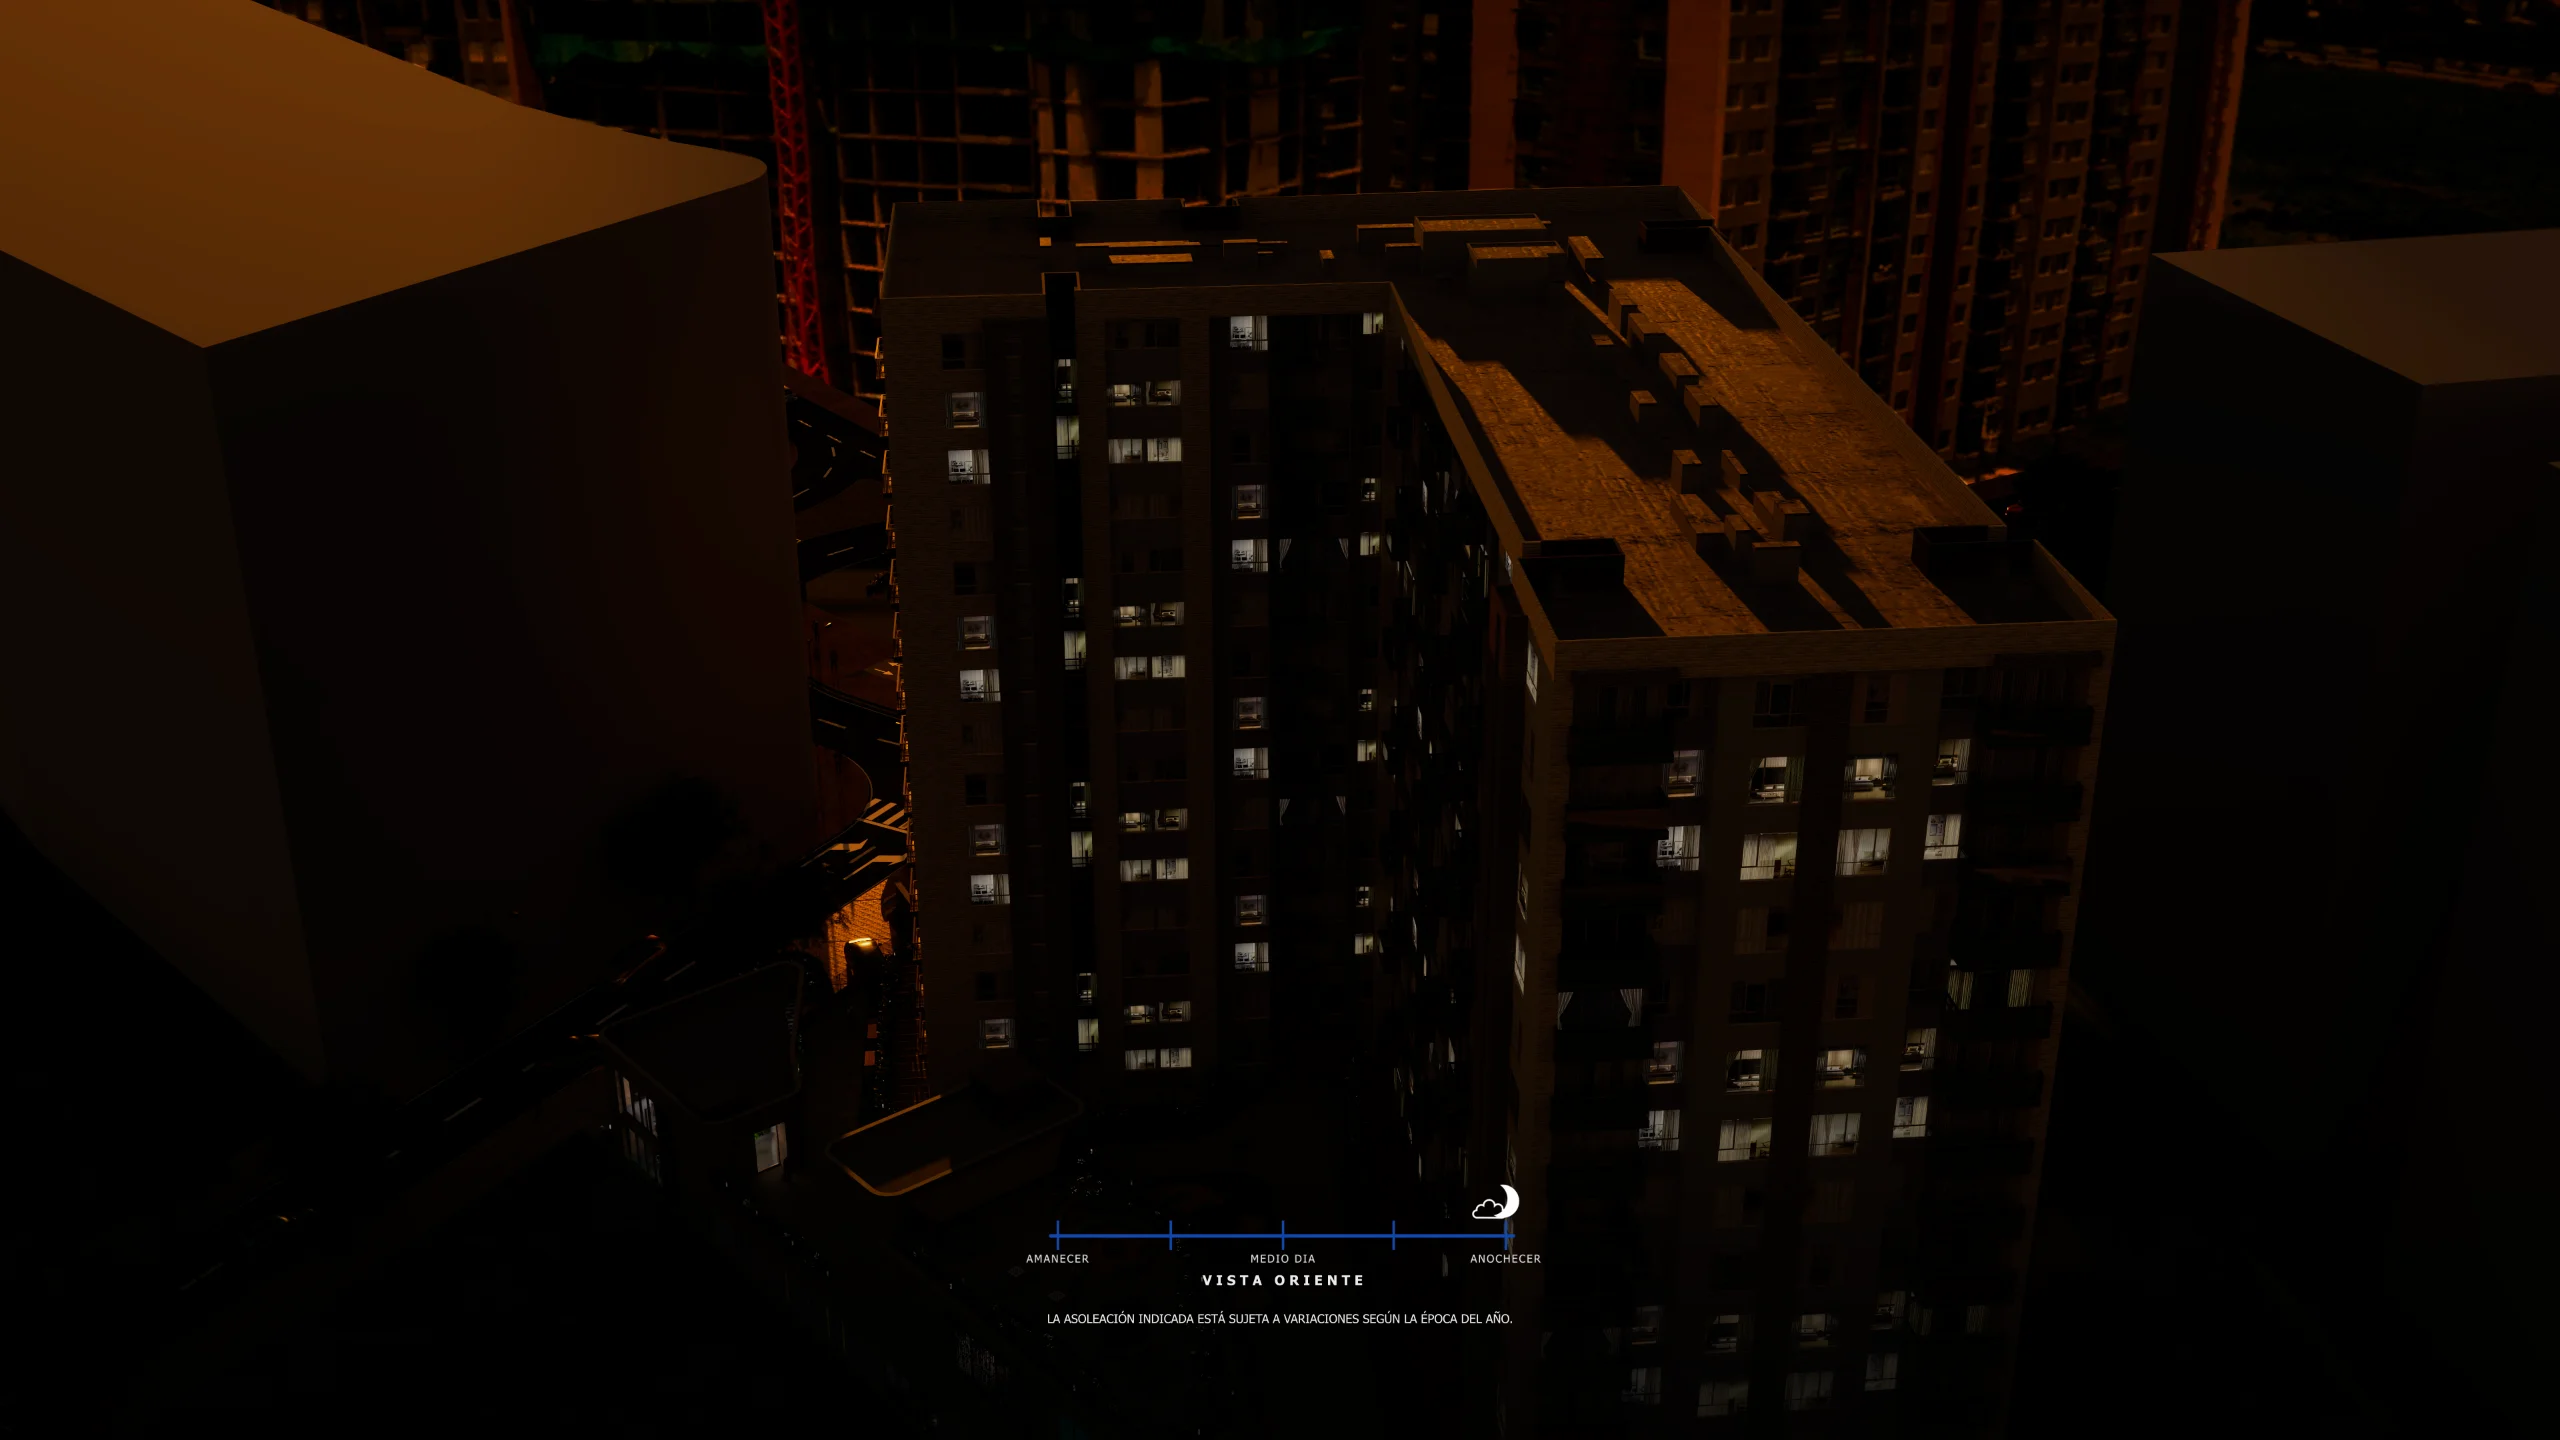 AMANECER MEDIO DIA ANOCHECER
VISTA ORIENTE
LA ASOLEACIÓN INDICADA ESTÁ SUJETA A VARIACIONES SEGÚN LA ÉPOCA DEL AÑO.